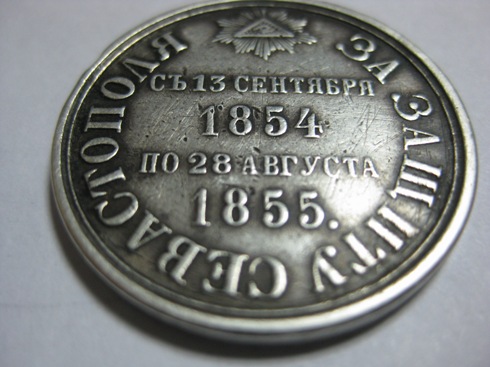 СЪ 13 СЕНТЯБРЯ
1854
ПО 28 АВГУСТА
1855.
ЗА ЗАЩИТУ СЕВАСТОПОЛЯ